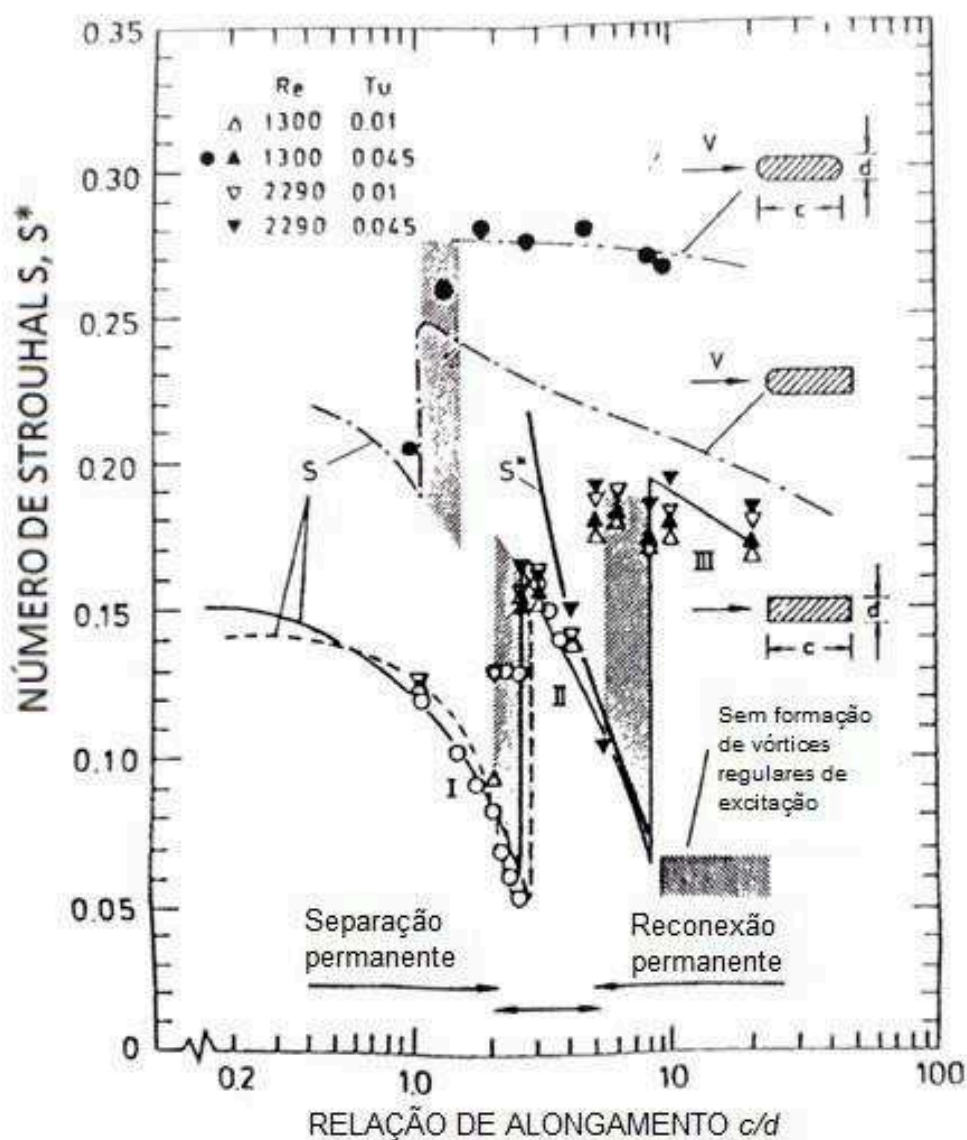 NÚMERO DE STROUHAL S, S*
0.35
0.30
0.25
0.20
0.15
0.10
0.05
0
Re Tu
△ 1300 0.01
● ▲ 1300 0.045
▽ 2290 0.01
▼ 2290 0.045
V
d
c
V
S
S*
I
II
III
d
c
Sem formação
de vórtices
regulares de
excitação
Separação
permanente
Reconexão
permanente
0.2 1.0 10 100
RELAÇÃO DE ALONGAMENTO c/d